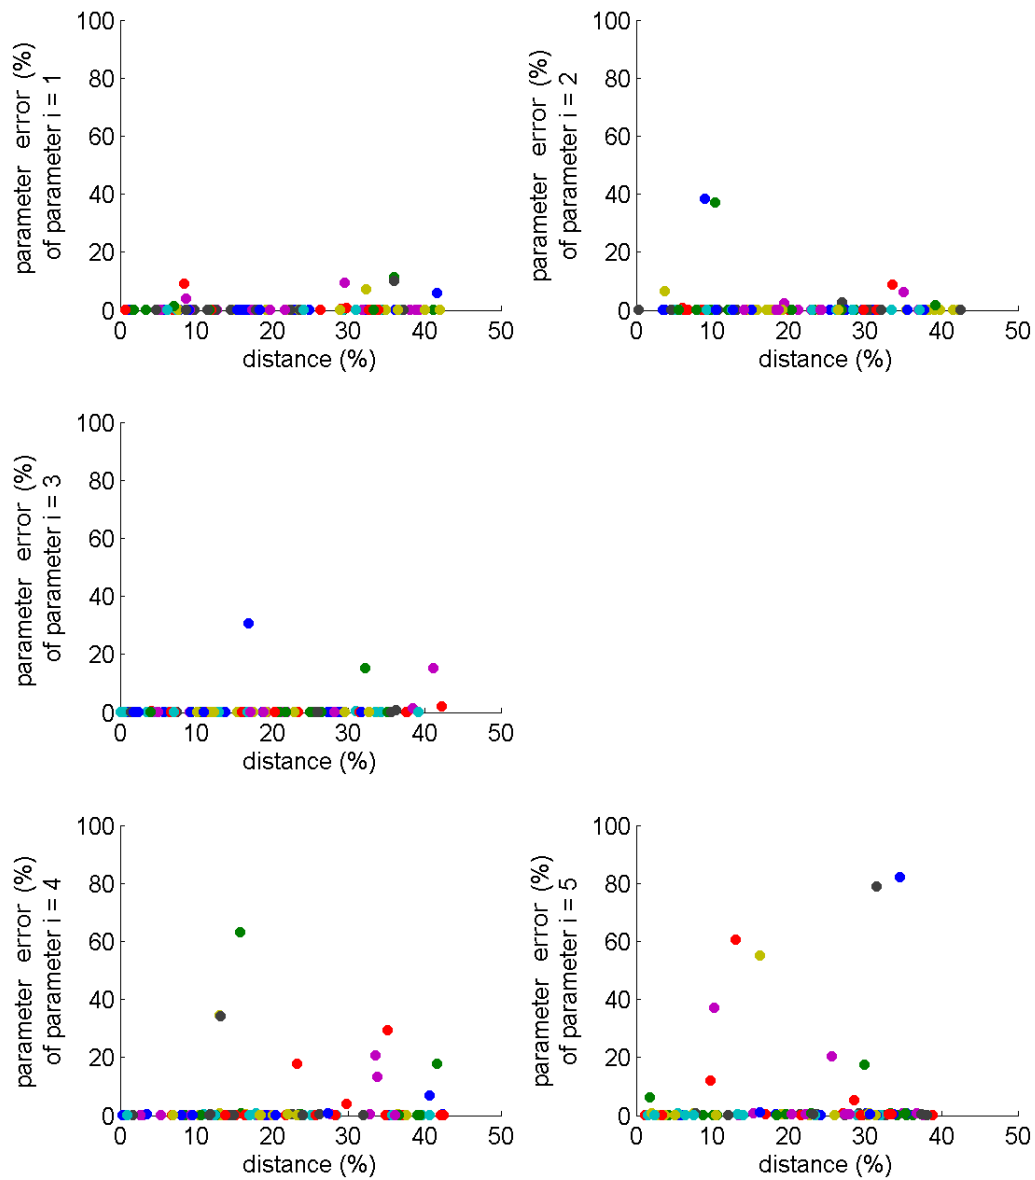 100
80
60
40
20
0
0 10 20 30 40 50
distance (%)
parameter error (%)
of parameter i = 1
100
80
60
40
20
0
0 10 20 30 40 50
distance (%)
parameter error (%)
of parameter i = 2
100
80
60
40
20
0
0 10 20 30 40 50
distance (%)
parameter error (%)
of parameter i = 3
100
80
60
40
20
0
0 10 20 30 40 50
distance (%)
parameter error (%)
of parameter i = 4
100
80
60
40
20
0
0 10 20 30 40 50
distance (%)
parameter error (%)
of parameter i = 5